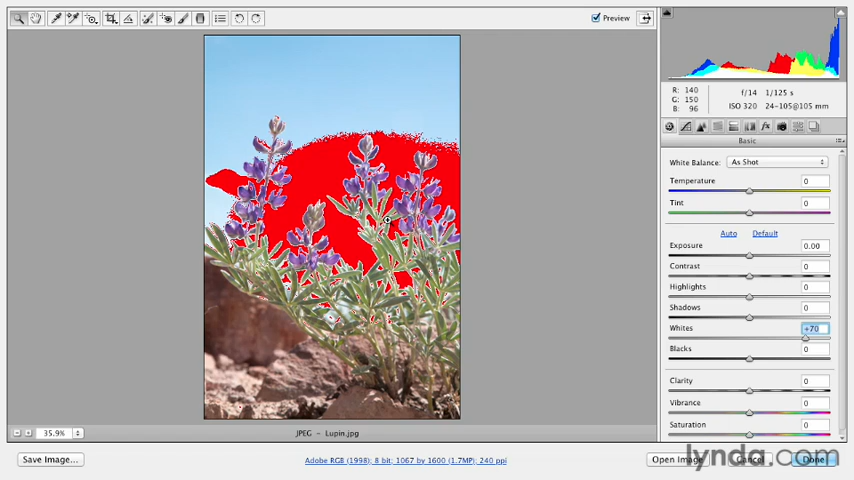 Preview
R: 140
G: 150
B: 96
f/14 1/125 s
ISO 320 24-105@105 mm
Basic
White Balance: As Shot
Temperature 0
Tint 0
Auto Default
Exposure 0.00
Contrast 0
Highlights 0
Shadows 0
Whites +70
Blacks 0
Clarity 0
Vibrance 0
Saturation 0
35.9%
JPEG – Lupin.jpg
Save Image...
Adobe RGB (1998); 8 bit; 1067 by 1600 (1.7MP); 240 ppi
Open Image
Cancel
Done
lynda.com